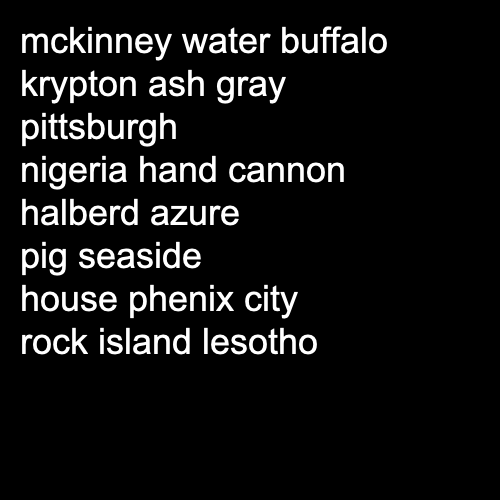 mckinney water buffalo
krypton ash gray
pittsburgh
nigeria hand cannon
halberd azure
pig seaside
house phenix city
rock island lesotho